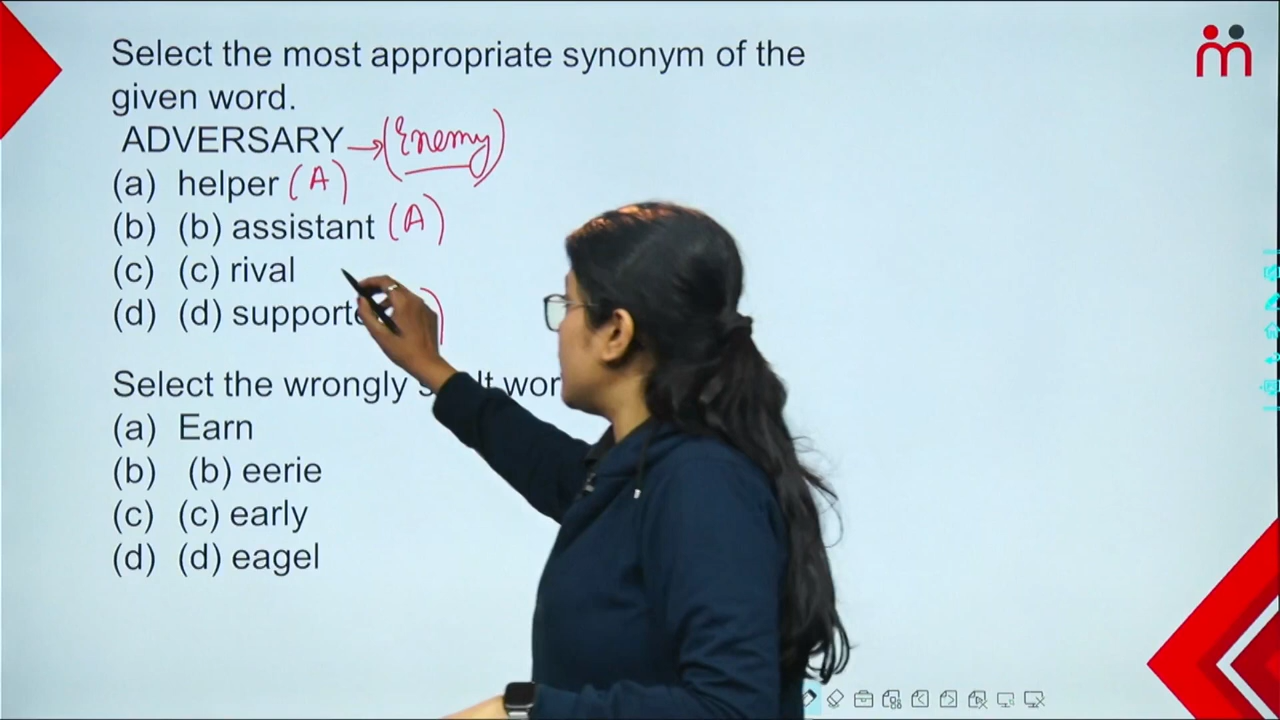 Select the most appropriate synonym of the
given word.
ADVERSARY → (Enemy)
(a) helper (A)
(b) (b) assistant (A)
(c) (c) rival
(d) (d) )
Select the wrongly
(a) Earn
(b) (b) eerie
(c) (c) early
(d) (d) eagel